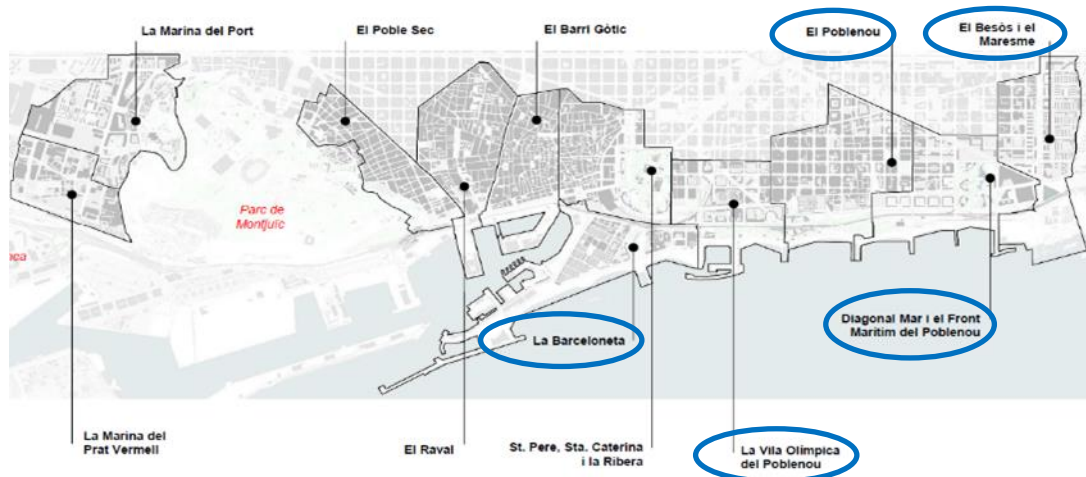 La Marina del Port
El Poble Sec
El Barri Gòtic
El Poblenou
El Besòs i el
Maresme
Parc de
Montjuïc
La Barceloneta
Diagonal Mar i el Front
Marítim del Poblenou
La Marina del
Prat Vermell
El Raval
St. Pere, Sta. Caterina
i la Ribera
La Vila Olímpica
del Poblenou